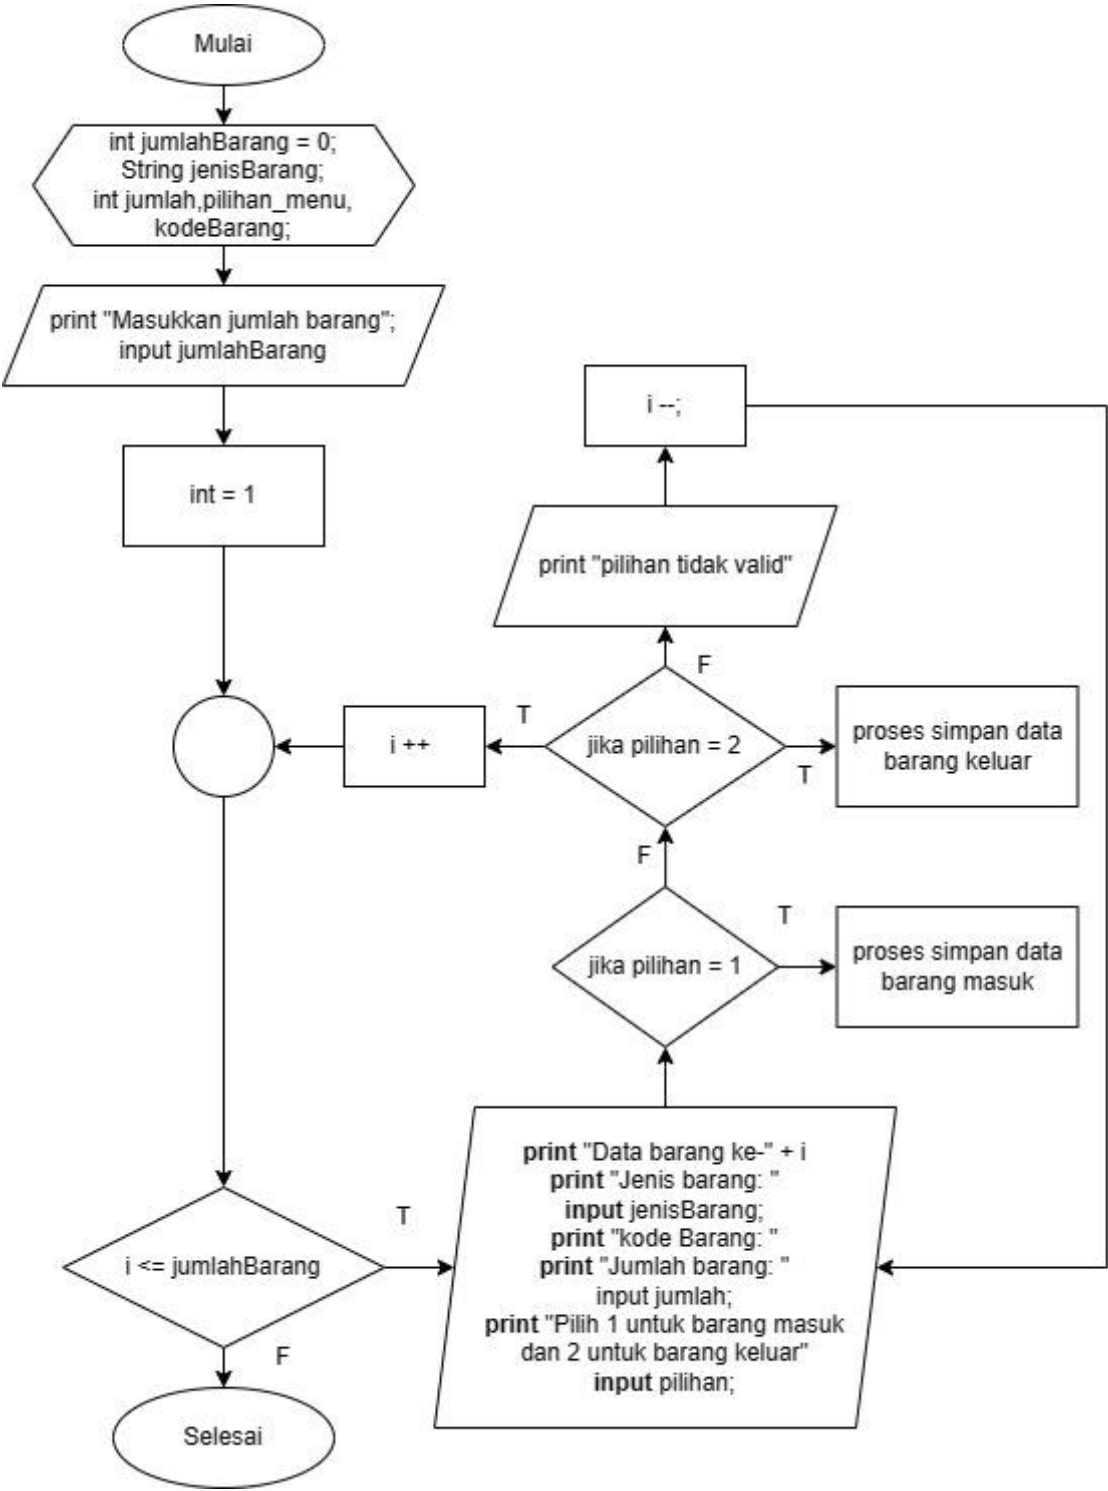 Mulai
int jumlahBarang = 0;
String jenisBarang;
int jumlah,pilihan_menu,
kodeBarang;
print "Masukkan jumlah barang";
input jumlahBarang
int = 1
i --;
print "pilihan tidak valid"
F
T
i ++
jika pilihan = 2
T
proses simpan data
barang keluar
F
jika pilihan = 1
T
proses simpan data
barang masuk
i <= jumlahBarang
T
print "Data barang ke-" + i
print "Jenis barang: "
input jenisBarang;
print "kode Barang: "
print "Jumlah barang: "
input jumlah;
print "Pilih 1 untuk barang masuk
dan 2 untuk barang keluar"
input pilihan;
F
Selesai